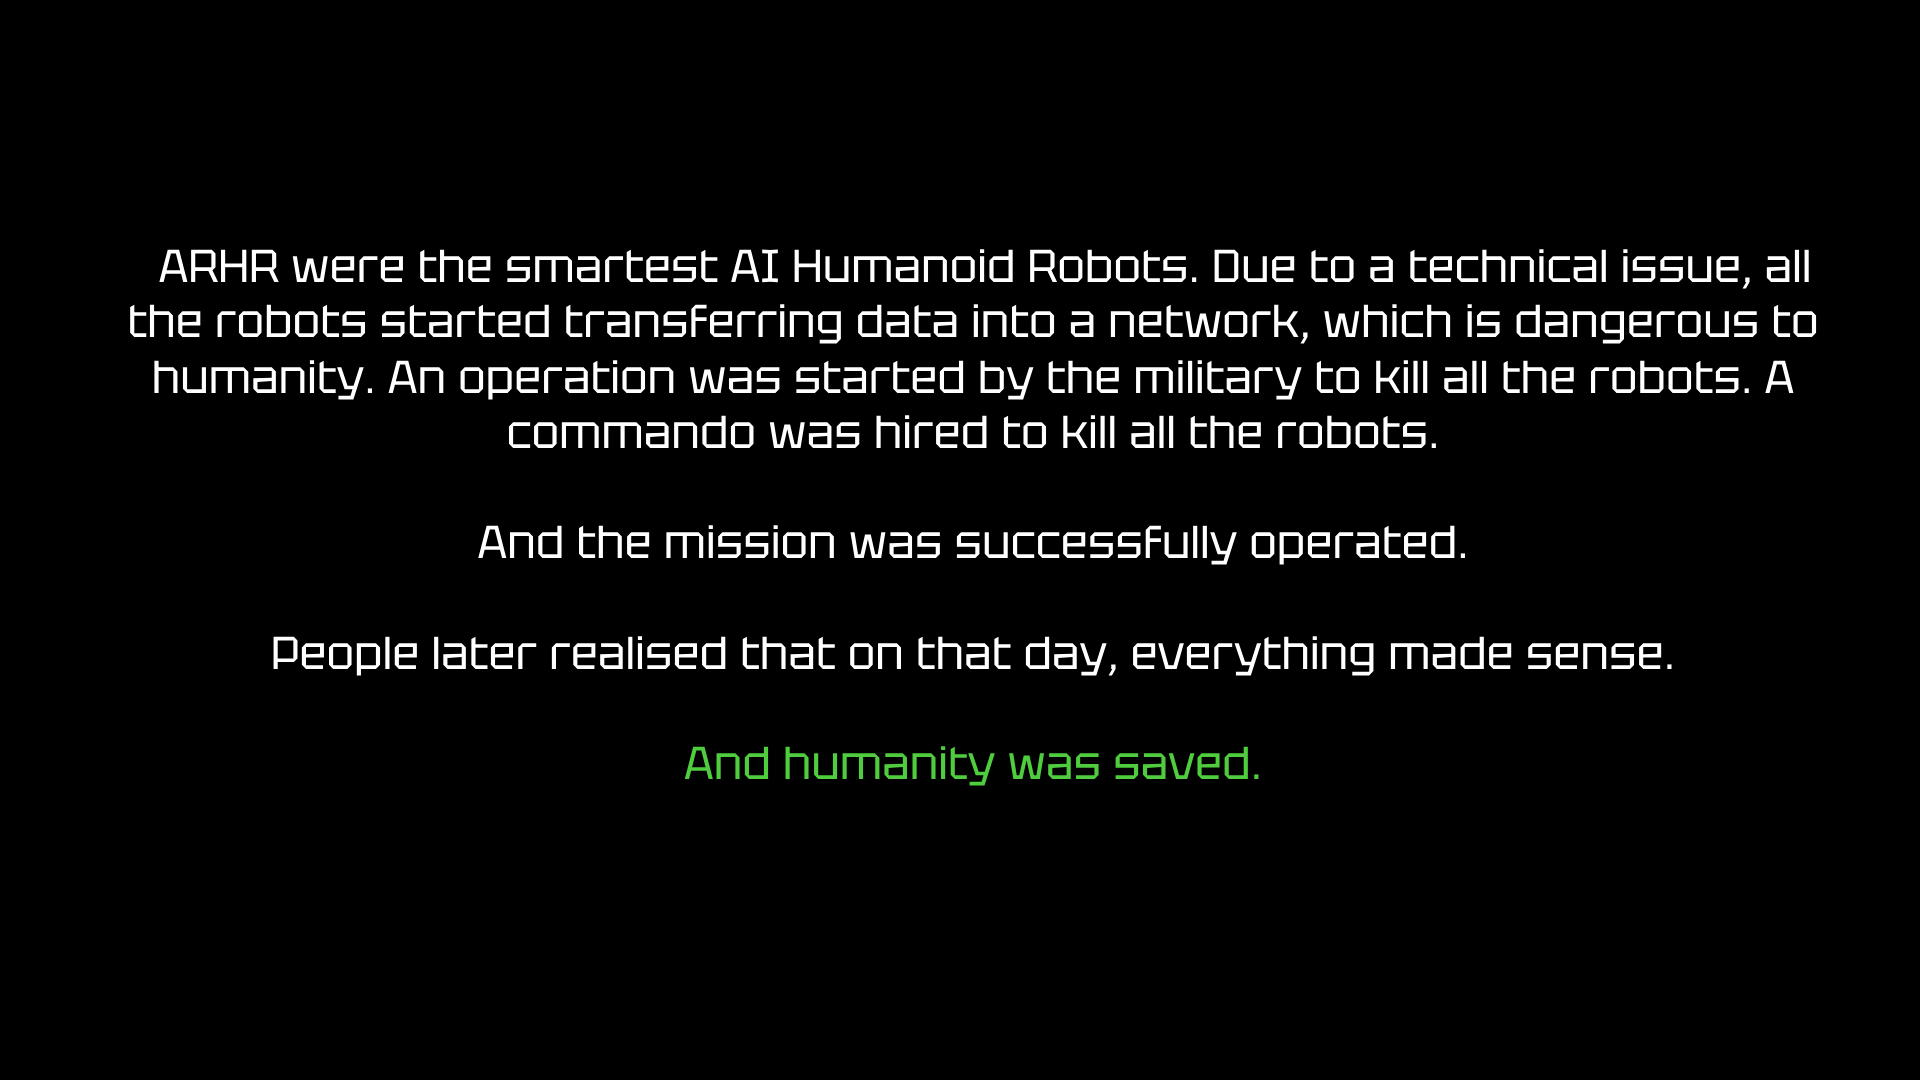 ARHR were the smartest AI Humanoid Robots. Due to a technical issue, all
the robots started transferring data into a network, which is dangerous to
humanity. An operation was started by the military to kill all the robots. A
commando was hired to kill all the robots.
And the mission was successfully operated.
People later realised that on that day, everything made sense.
And humanity was saved.